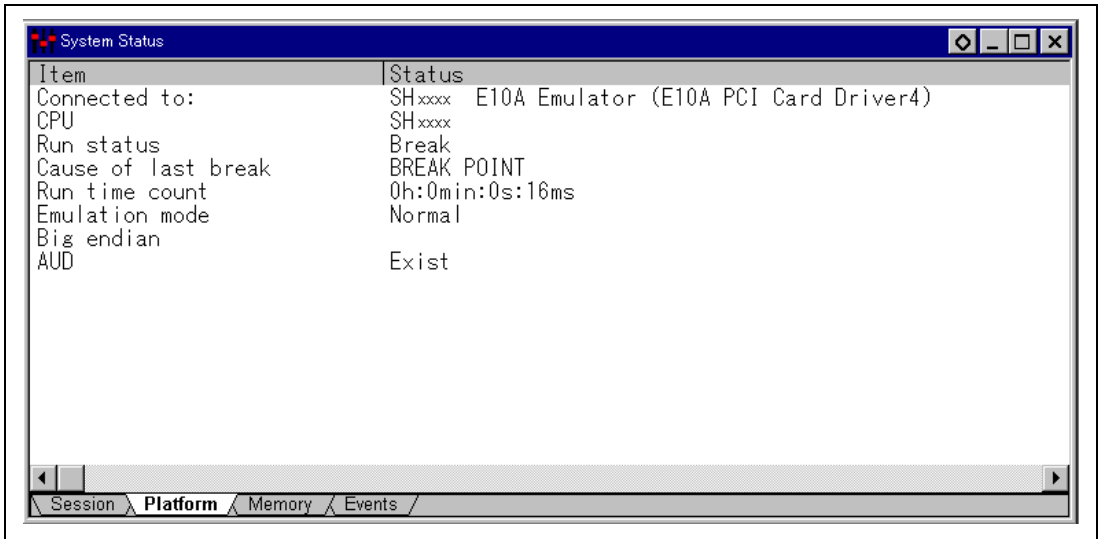 System Status
Item Status
Connected to: SHxxxx E10A Emulator (E10A PCI Card Driver4)
CPU SHxxxx
Run status Break
Cause of last break BREAK POINT
Run time count 0h:0min:0s:16ms
Emulation mode Normal
Big endian
AUD Exist
Session Platform Memory Events